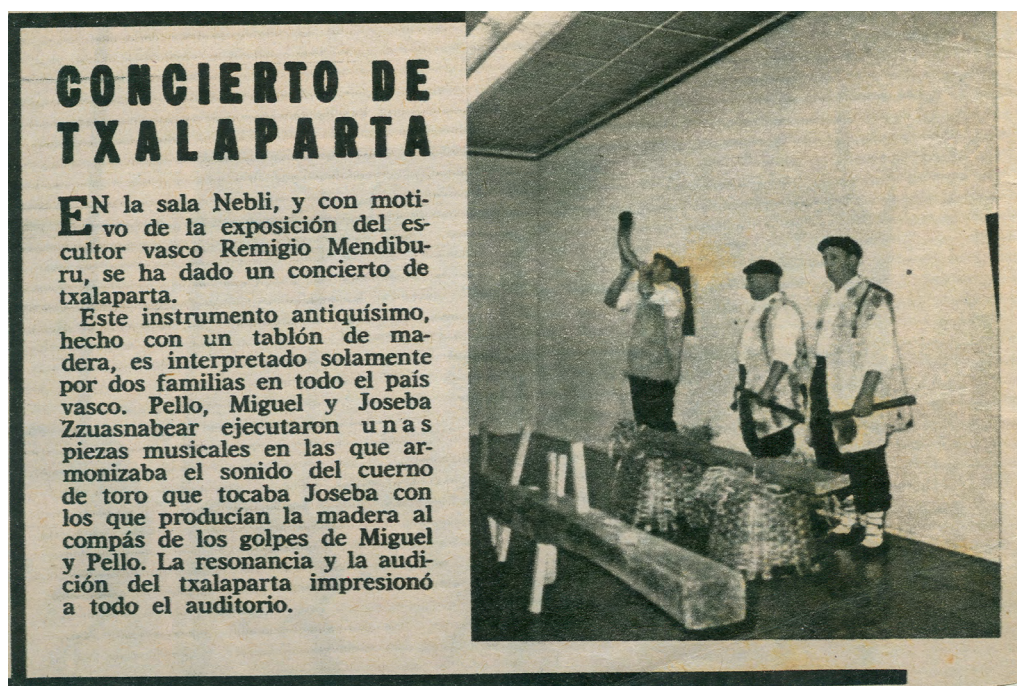 CONCIERTO DE
TXALAPARTA
EN la sala Nebli, y con moti-
vo de la exposición del es-
cultor vasco Remigio Mendibu-
ru, se ha dado un concierto de
txalaparta.
Este instrumento antiquísimo,
hecho con un tablón de ma-
dera, es interpretado solamente
por dos familias en todo el país
vasco. Pello, Miguel y Joseba
Zzuasnabear ejecutaron unas
piezas musicales en las que ar-
monizaba el sonido del cuerno
de toro que tocaba Joseba con
los que producían la madera al
compás de los golpes de Miguel
y Pello. La resonancia y la audi-
ción del txalaparta impresionó
a todo el auditorio.